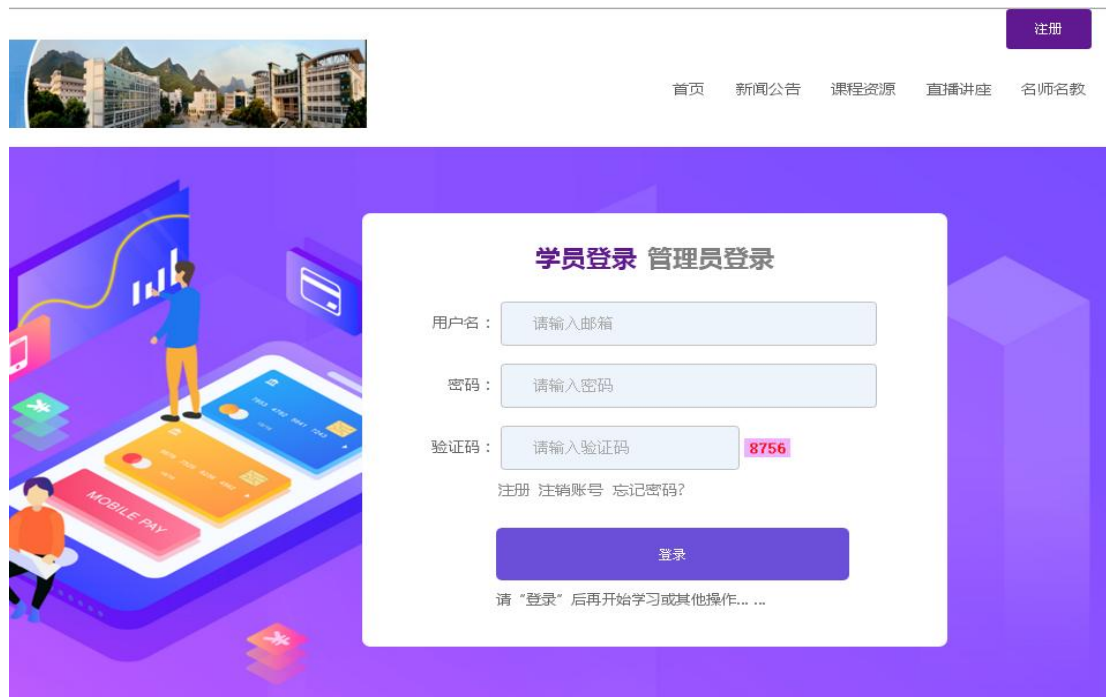 注册
首页 新闻公告 课程资源 直播讲座 名师名教
学员登录 管理员登录
用户名： 请输入邮箱
密码： 请输入密码
验证码： 请输入验证码 8756
注册 注销账号 忘记密码?
登录
请 "登录" 后再开始学习或其他操作... ...
MOBILE PAY